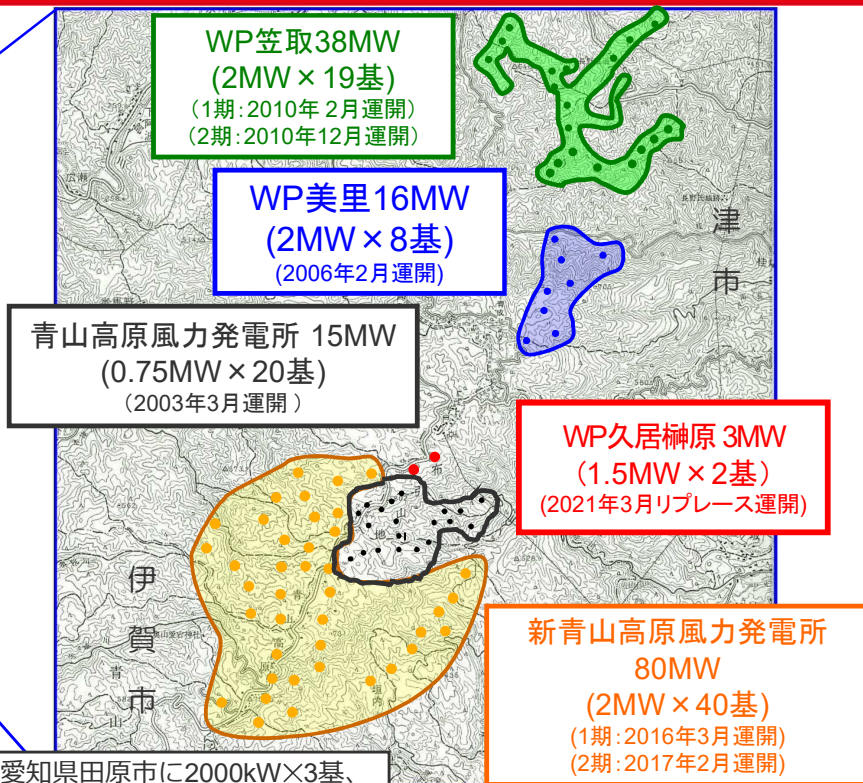 WP笠取38MW
(2MW×19基)
(1期:2010年 2月運開)
(2期:2010年12月運開)
WP美里16MW
(2MW×8基)
(2006年2月運開)
津市
青山高原風力発電所 15MW
(0.75MW×20基)
(2003年3月運開 )
WP久居榊原 3MW
(1.5MW×2基)
(2021年3月リプレース運開)
伊賀市
新青山高原風力発電所
80MW
(2MW×40基)
(1期:2016年3月運開)
(2期:2017年2月運開)
愛知県田原市に2000kW×3基、